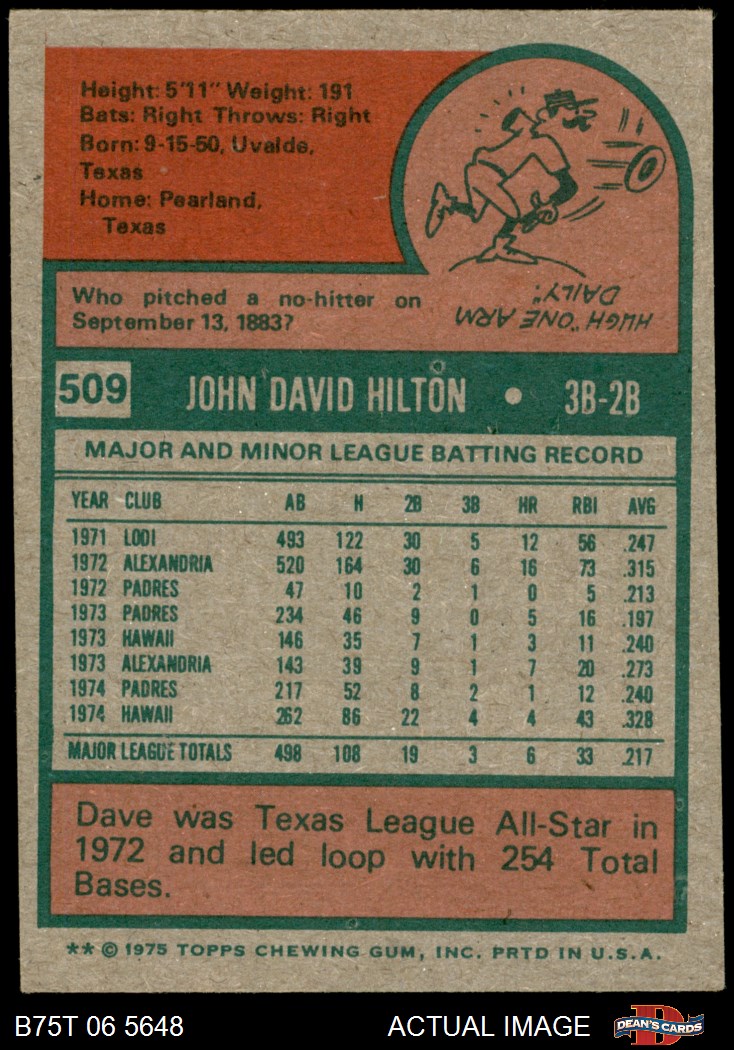 Height: 5'11" Weight: 191
Bats: Right Throws: Right
Born: 9-15-50, Uvalde,
Texas
Home: Pearland,
Texas
Who pitched a no-hitter on
September 13, 1883?
HUGH "ONE ARM
DAILY".
509 JOHN DAVID HILTON • 3B-2B
MAJOR AND MINOR LEAGUE BATTING RECORD
YEAR CLUB AB H 2B 3B HR RBI AVG
1971 LODI 493 122 30 5 12 56 .247
1972 ALEXANDRIA 520 164 30 6 16 73 .315
1972 PADRES 47 10 2 1 0 5 .213
1973 PADRES 234 46 9 0 5 16 .197
1973 HAWAII 146 35 7 1 3 11 .240
1973 ALEXANDRIA 143 39 9 1 7 20 .273
1974 PADRES 217 52 8 2 1 12 .240
1974 HAWAII 262 86 22 4 4 43 .328
MAJOR LEAGUE TOTALS 498 108 19 3 6 33 .217
Dave was Texas League All-Star in
1972 and led loop with 254 Total
Bases.
** © 1975 TOPPS CHEWING GUM, INC. PRTD IN U.S.A.
B75T 06 5648 ACTUAL IMAGE DEAN'S CARDS